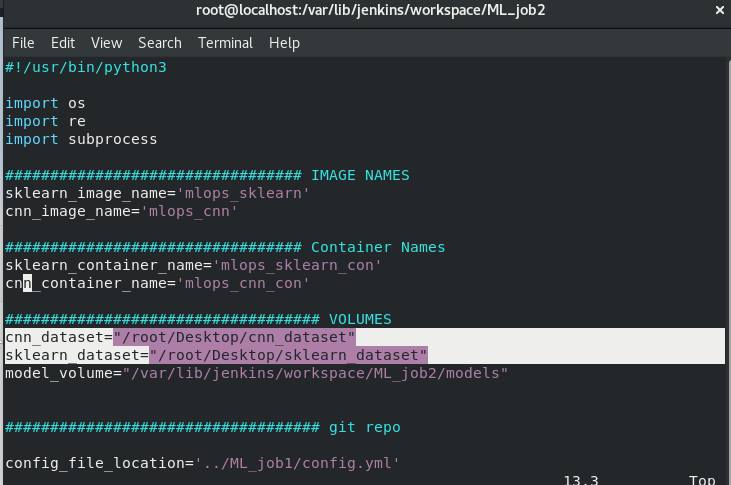 root@localhost:/var/lib/jenkins/workspace/ML_job2 ×
File Edit View Search Terminal Help
#!/usr/bin/python3
import os
import re
import subprocess
################################# IMAGE NAMES
sklearn_image_name='mlops_sklearn'
cnn_image_name='mlops_cnn'
################################# Container Names
sklearn_container_name='mlops_sklearn_con'
cnn_container_name='mlops_cnn_con'
################################### VOLUMES
cnn_dataset="/root/Desktop/cnn_dataset"
sklearn_dataset="/root/Desktop/sklearn_dataset"
model_volume="/var/lib/jenkins/workspace/ML_job2/models"
################################### git repo
config_file_location='../ML_job1/config.yml'
13,3 Top